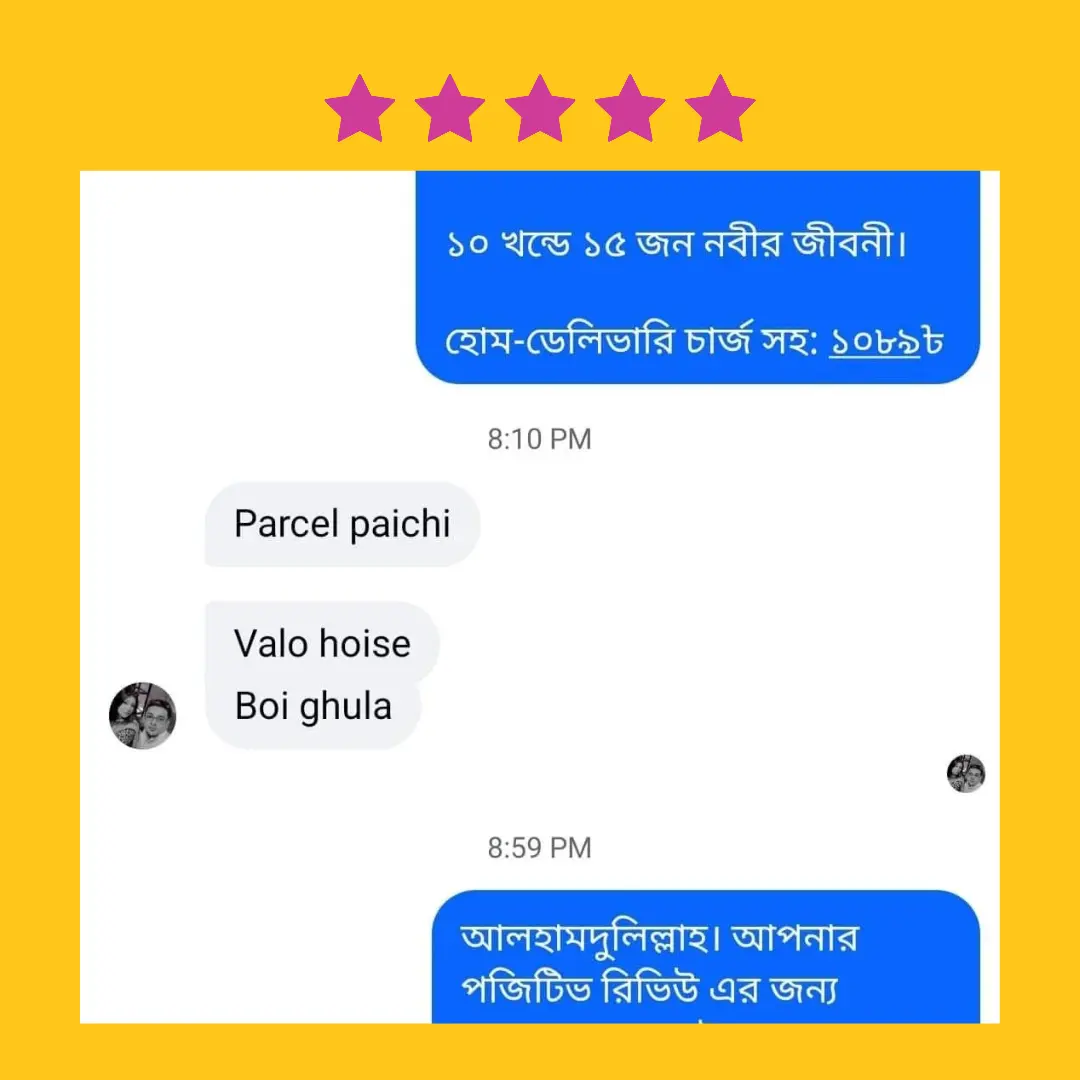 ১০ খন্ডে ১৫ জন নবীর জীবনী।
হোম-ডেলিভারি চার্জ সহ: ১০৮৯৳
8:10 PM
Parcel paichi
Valo hoise
Boi ghula
8:59 PM
আলহামদুলিল্লাহ। আপনার
পজিটিভ রিভিউ এর জন্য